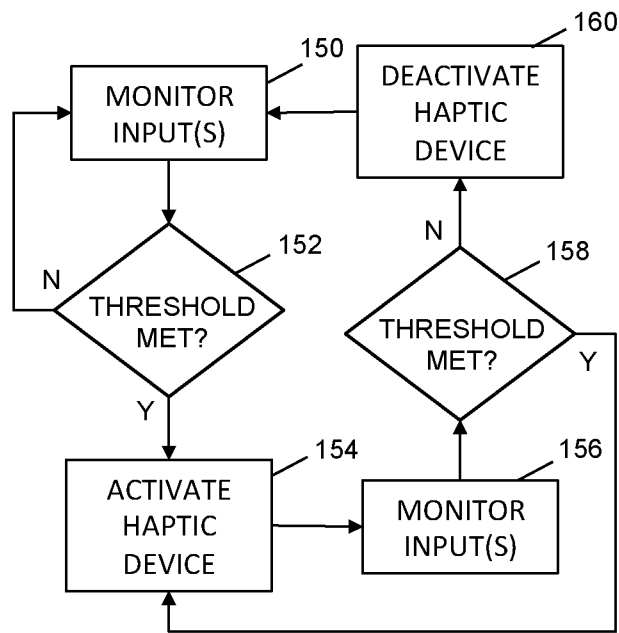 160
150
DEACTIVATE
HAPTIC
DEVICE
MONITOR
INPUT(S)
N
152
158
N
THRESHOLD
MET?
THRESHOLD
MET?
Y
Y
154
156
ACTIVATE
HAPTIC
DEVICE
MONITOR
INPUT(S)